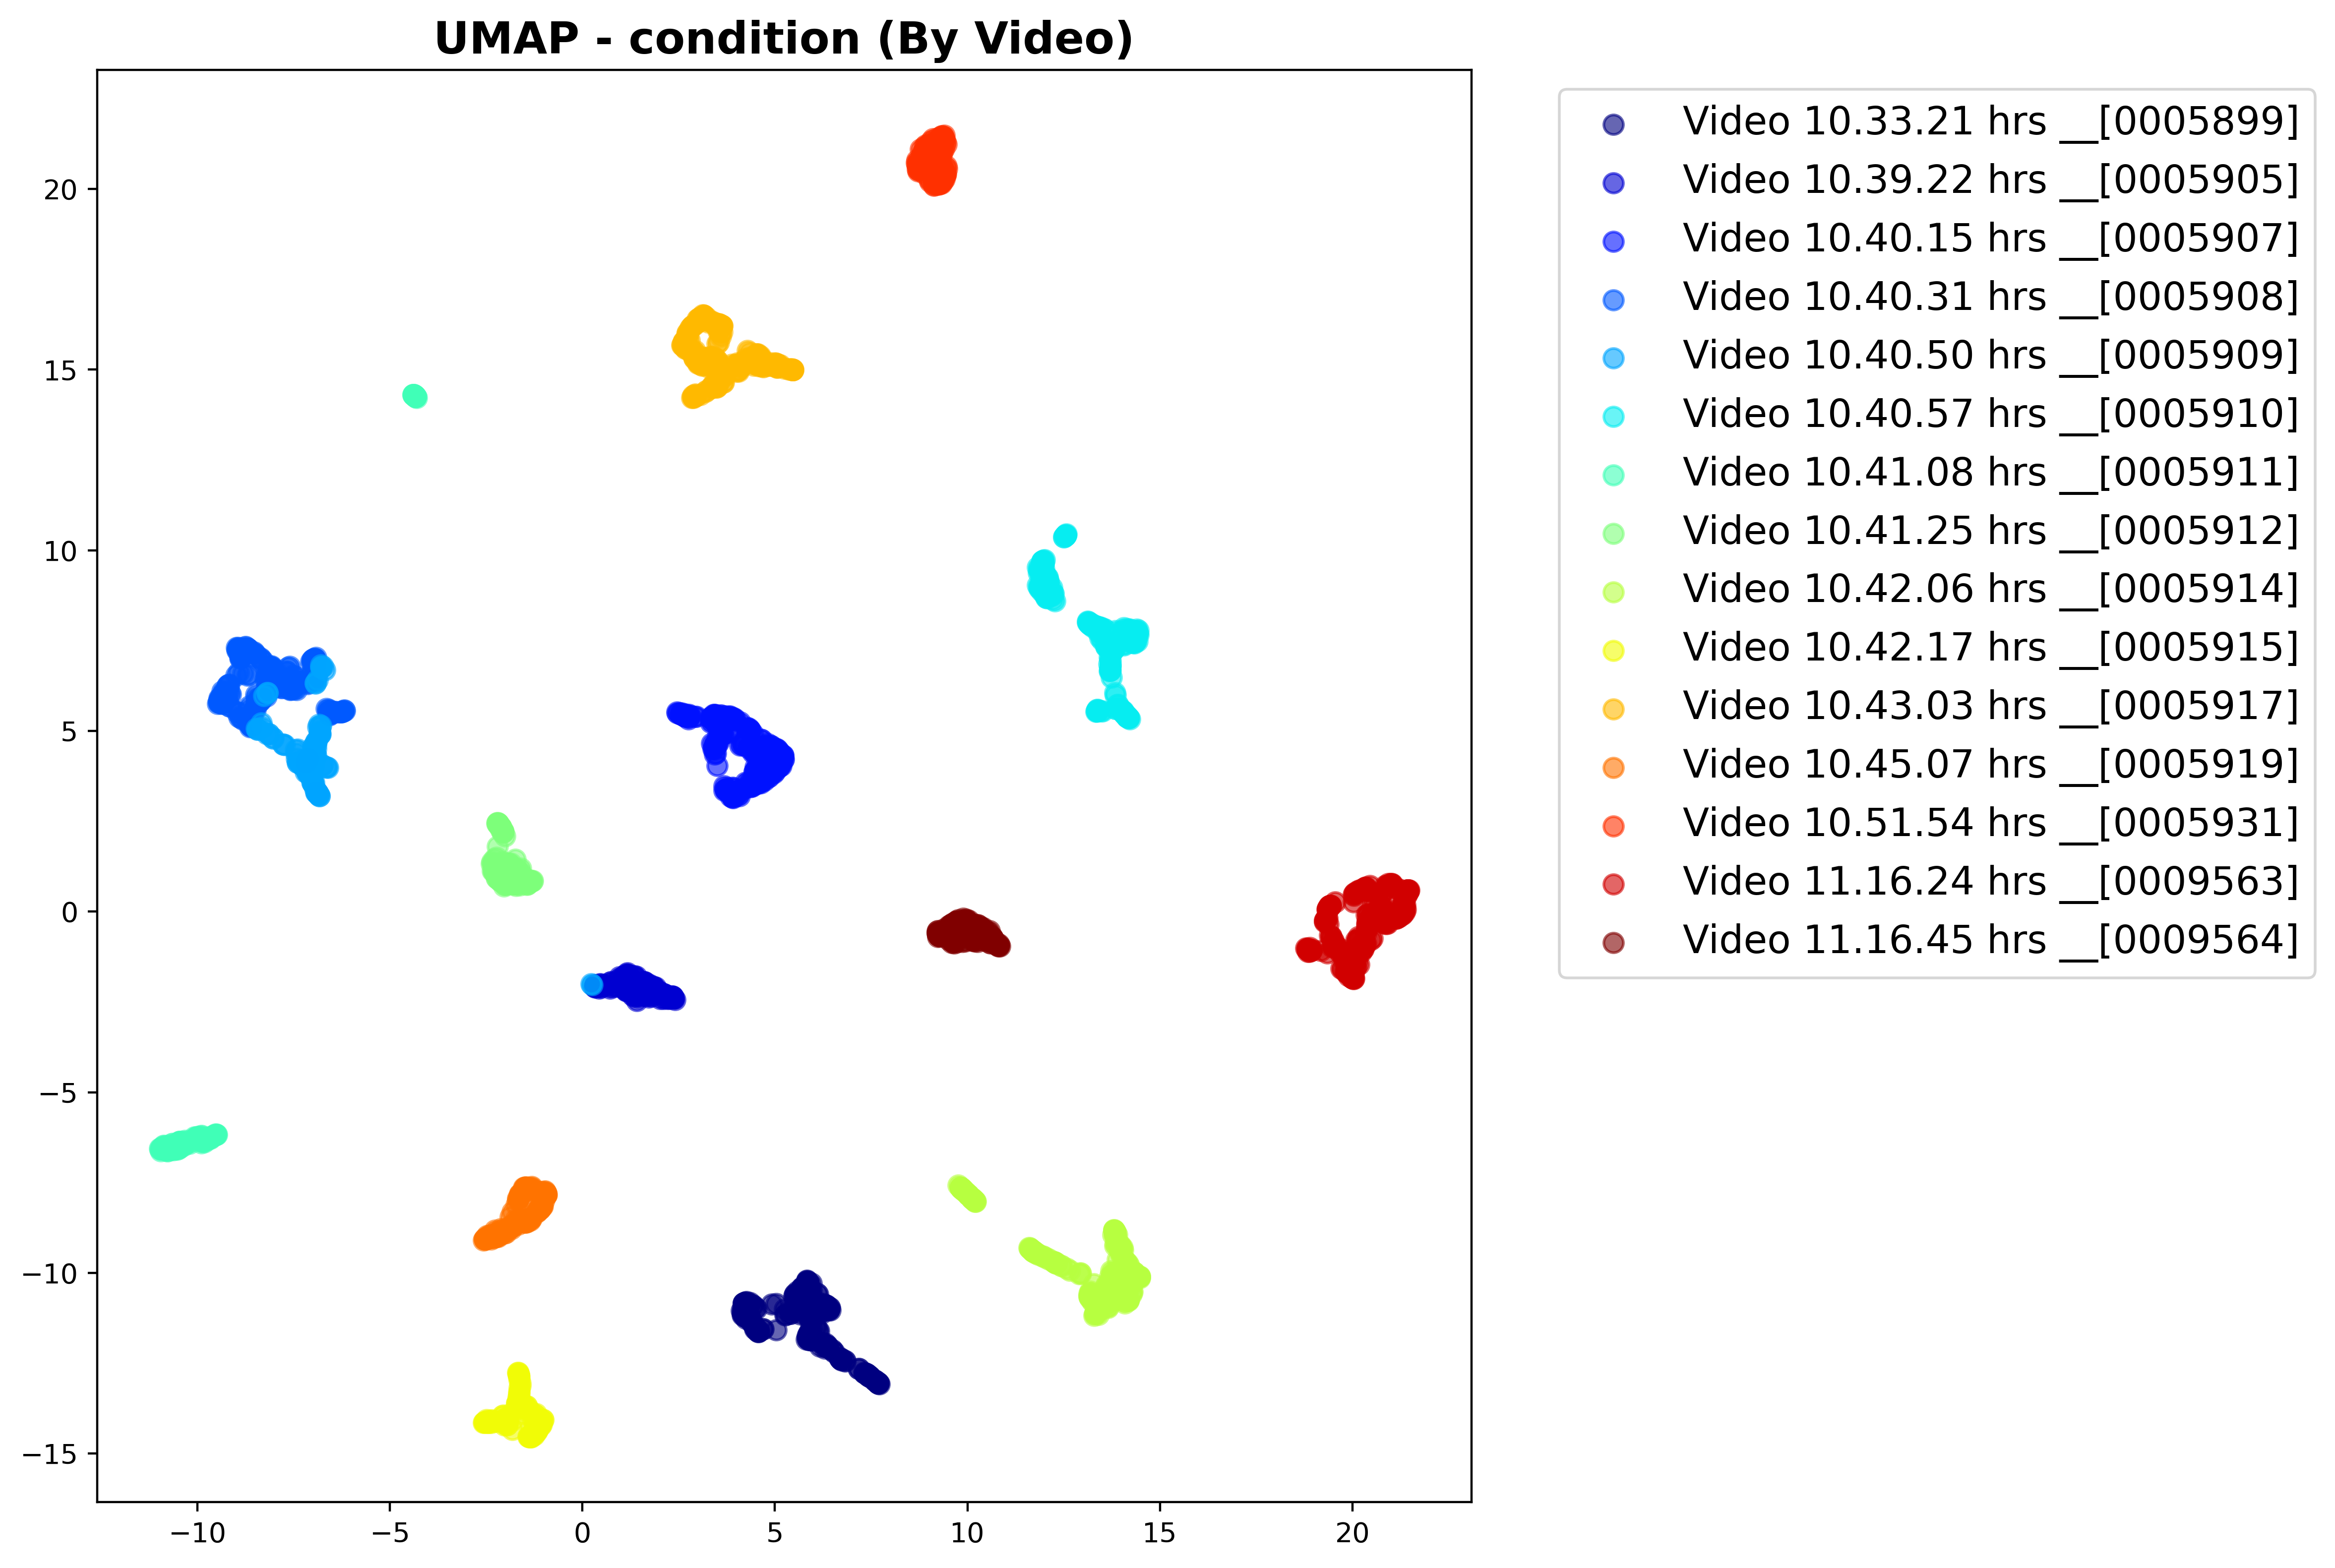 UMAP - condition (By Video)
20
15
10
5
0
−5
−10
−15
−10
−5
0
5
10
15
20
Video 10.33.21 hrs __[0005899]
Video 10.39.22 hrs __[0005905]
Video 10.40.15 hrs __[0005907]
Video 10.40.31 hrs __[0005908]
Video 10.40.50 hrs __[0005909]
Video 10.40.57 hrs __[0005910]
Video 10.41.08 hrs __[0005911]
Video 10.41.25 hrs __[0005912]
Video 10.42.06 hrs __[0005914]
Video 10.42.17 hrs __[0005915]
Video 10.43.03 hrs __[0005917]
Video 10.45.07 hrs __[0005919]
Video 10.51.54 hrs __[0005931]
Video 11.16.24 hrs __[0009563]
Video 11.16.45 hrs __[0009564]